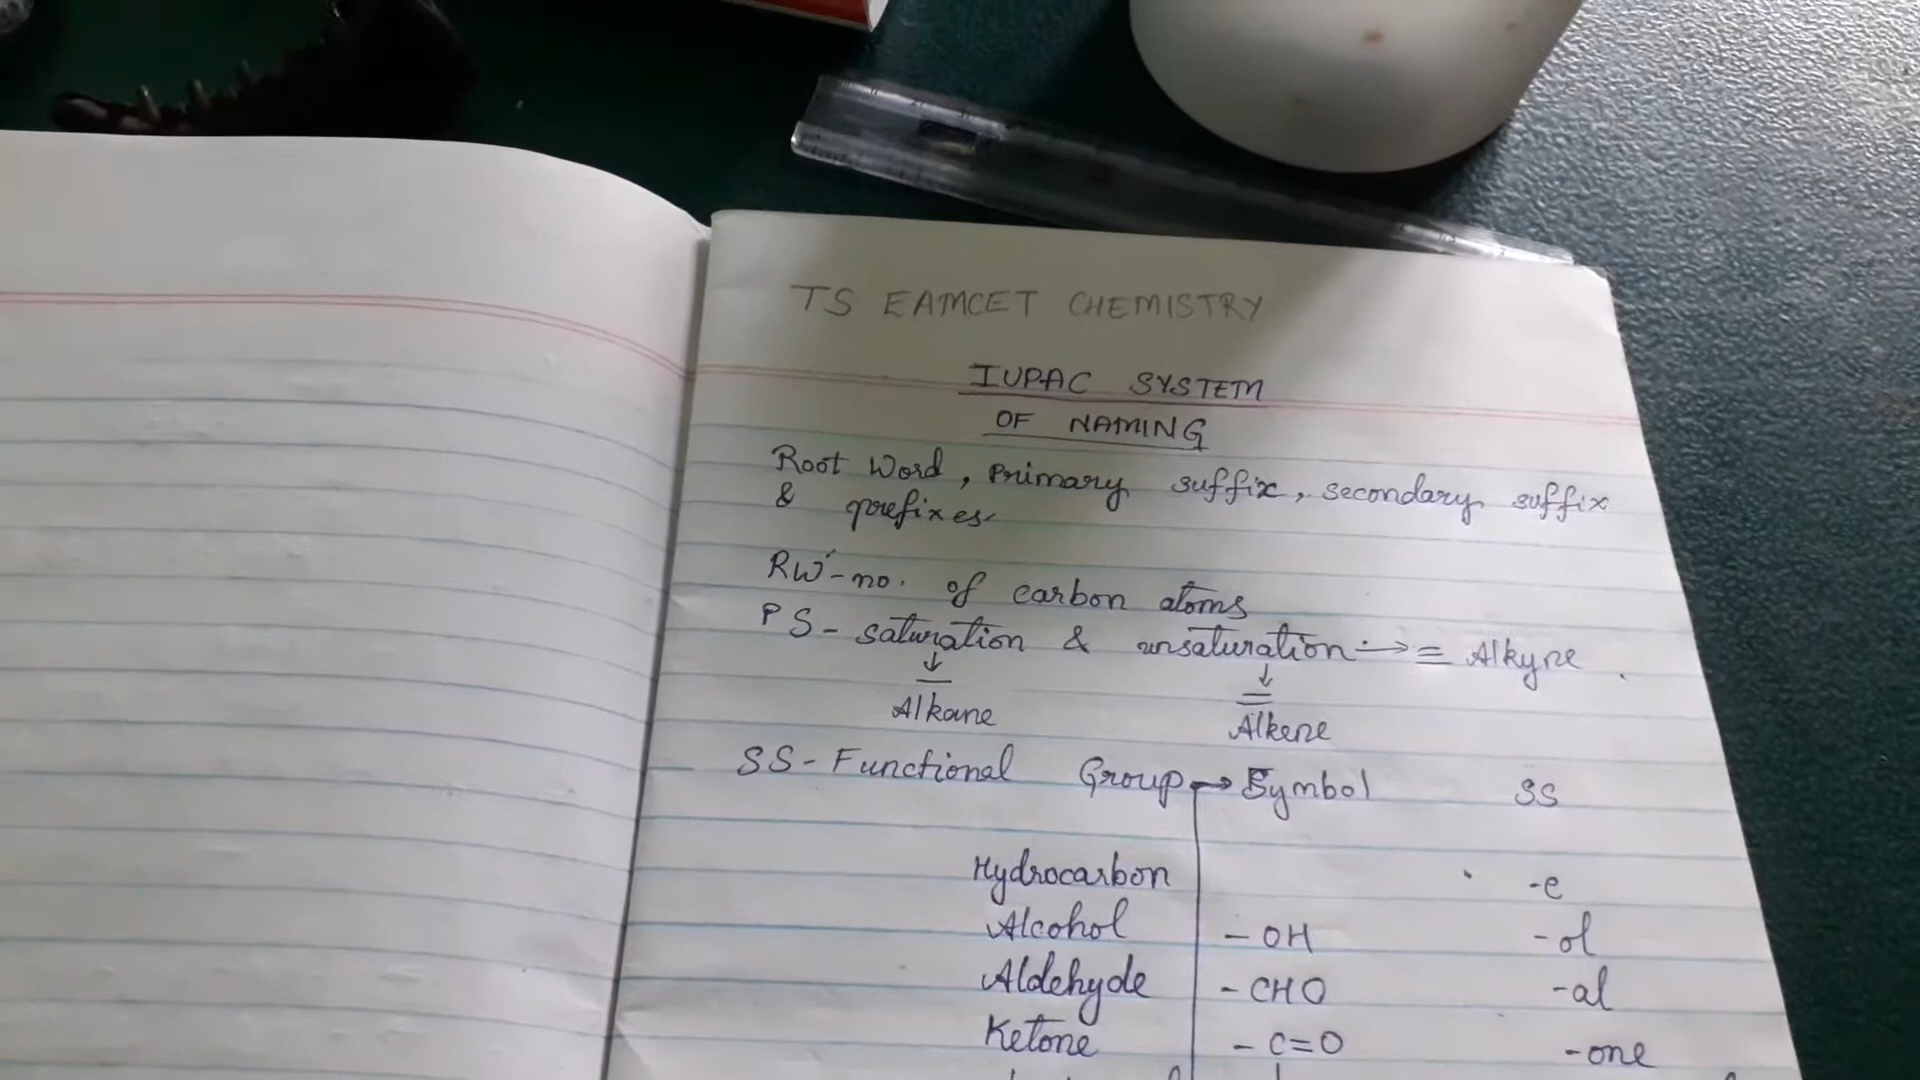 TS EAMCET CHEMISTRY
IUPAC SYSTEM
OF NAMING
Root Word, Primary suffix, secondary suffix
& prefixes
RW - no. of carbon atoms
PS - saturation & unsaturation → ≡ Alkyne
↓ ↓
— =
Alkane Alkene
SS - Functional Group → Symbol SS
Hydrocarbon -e
Alcohol - OH -ol
Aldehyde - CHO -al
Ketone - C=O -one